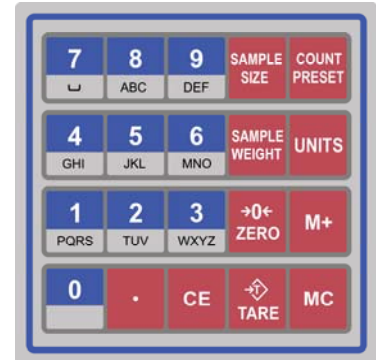 7 8 9 SAMPLE SIZE COUNT PRESET
␣ ABC DEF
4 5 6 SAMPLE WEIGHT UNITS
GHI JKL MNO
1 2 3 →0← ZERO M+
PQRS TUV WXYZ
0 . CE →T← TARE MC